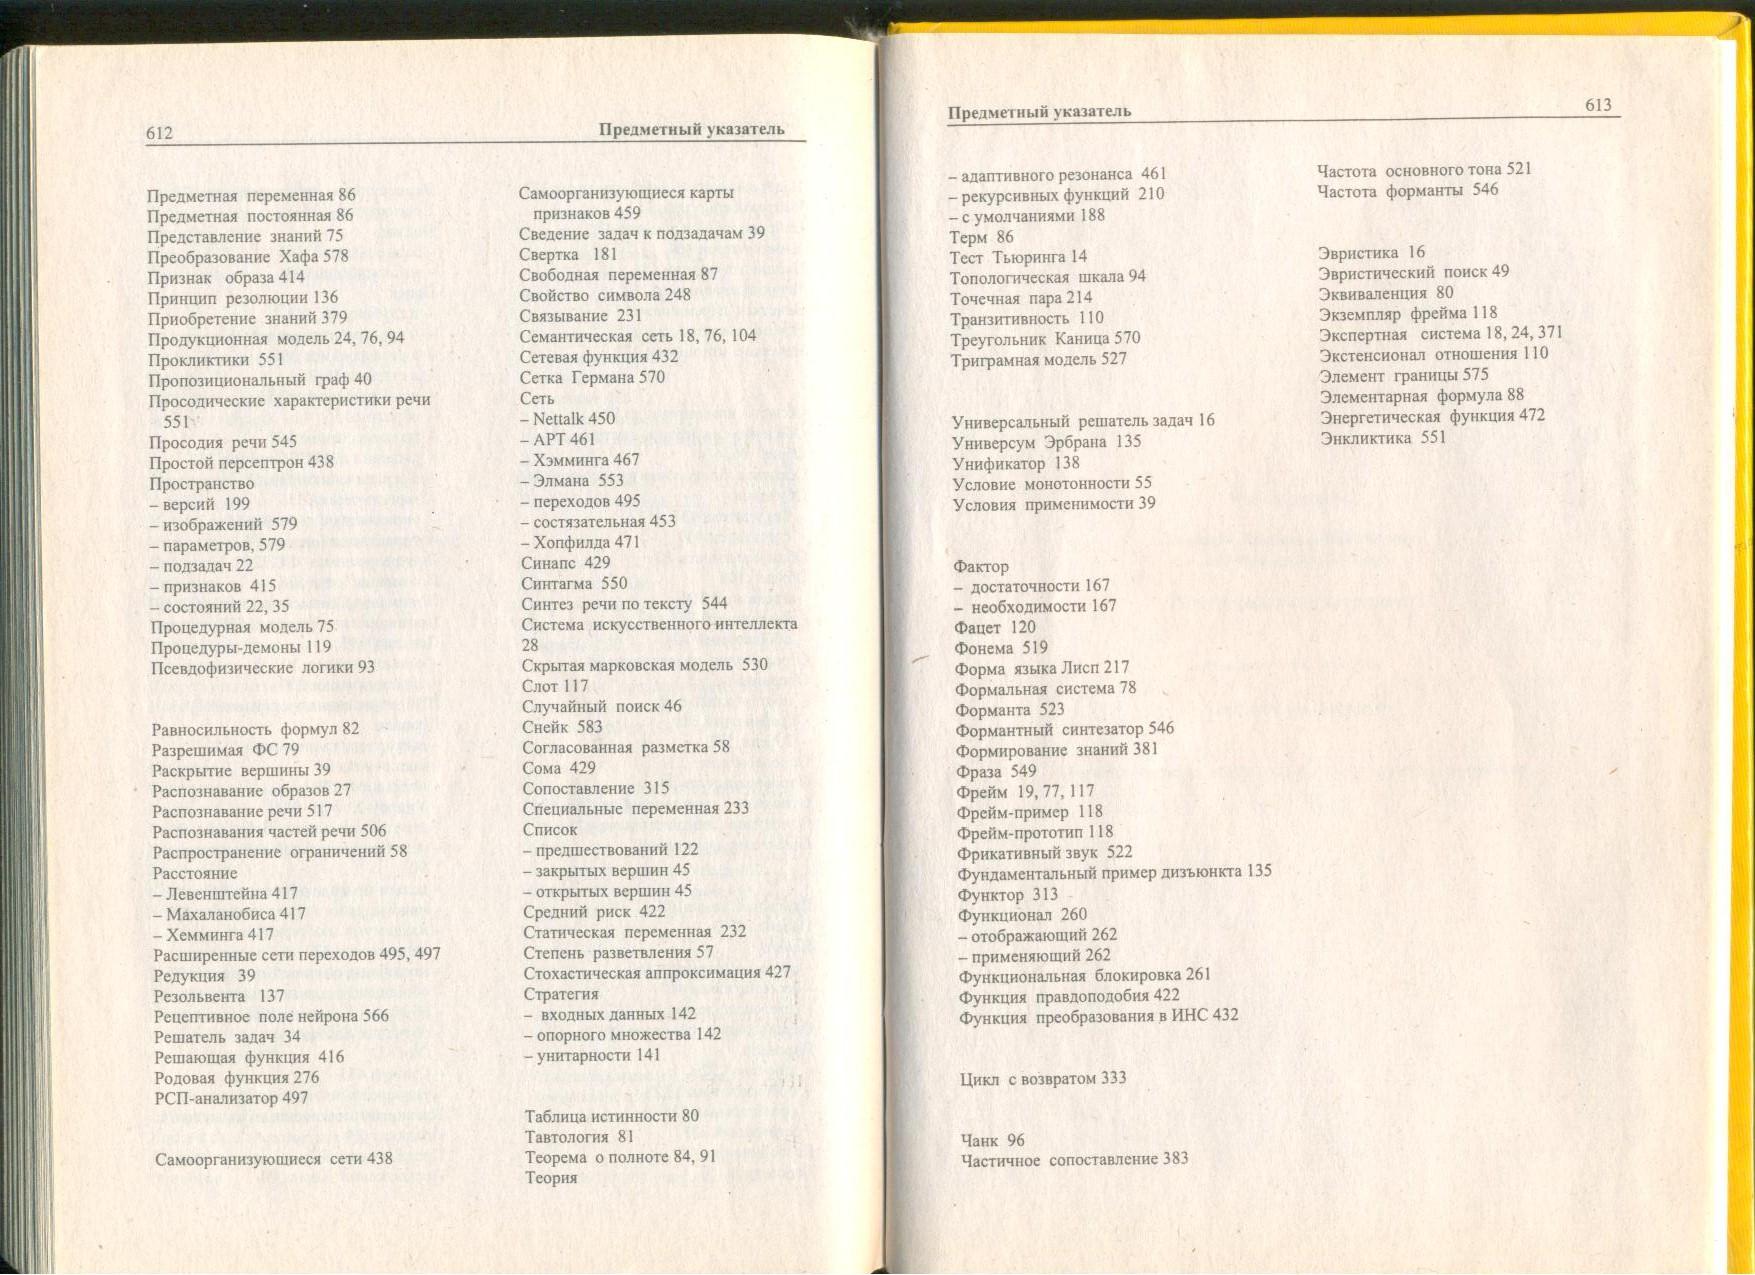 612
Предметный указатель
Предметная переменная 86
Предметная постоянная 86
Представление знаний 75
Преобразование Хафа 578
Признак образа 414
Принцип резолюции 136
Приобретение знаний 379
Продукционная модель 24, 76, 94
Прокликтики 551
Пропозициональный граф 40
Просодические характеристики речи
551
Просодия речи 545
Простой персептрон 438
Пространство
– версий 199
– изображений 579
– параметров, 579
– подзадач 22
– признаков 415
– состояний 22, 35
Процедурная модель 75
Процедуры-демоны 119
Псевдофизические логики 93
Равносильность формул 82
Разрешимая ФС 79
Раскрытие вершины 39
Распознавание образов 27
Распознавание речи 517
Распознавания частей речи 506
Распространение ограничений 58
Расстояние
– Левенштейна 417
– Махаланобиса 417
– Хемминга 417
Расширенные сети переходов 495, 497
Редукция 39
Резольвента 137
Рецептивное поле нейрона 566
Решатель задач 34
Решающая функция 416
Родовая функция 276
РСП-анализатор 497
Самоорганизующиеся сети 438
Самоорганизующиеся карты
признаков 459
Сведение задач к подзадачам 39
Свертка 181
Свободная переменная 87
Свойство символа 248
Связывание 231
Семантическая сеть 18, 76, 104
Сетевая функция 432
Сетка Германа 570
Сеть
– Nettalk 450
– АРТ 461
– Хэмминга 467
– Элмана 553
– переходов 495
– состязательная 453
– Хопфилда 471
Синапс 429
Синтагма 550
Синтез речи по тексту 544
Система искусственного интеллекта
28
Скрытая марковская модель 530
Слот 117
Случайный поиск 46
Снейк 583
Согласованная разметка 58
Сома 429
Сопоставление 315
Специальные переменная 233
Список
– предшествований 122
– закрытых вершин 45
– открытых вершин 45
Средний риск 422
Статическая переменная 232
Степень разветвления 57
Стохастическая аппроксимация 427
Стратегия
– входных данных 142
– опорного множества 142
– унитарности 141
Таблица истинности 80
Тавтология 81
Теорема о полноте 84, 91
Теория
Предметный указатель
613
– адаптивного резонанса 461
– рекурсивных функций 210
– с умолчаниями 188
Терм 86
Тест Тьюринга 14
Топологическая шкала 94
Точечная пара 214
Транзитивность 110
Треугольник Каница 570
Триграмная модель 527
Универсальный решатель задач 16
Универсум Эрбрана 135
Унификатор 138
Условие монотонности 55
Условия применимости 39
Фактор
– достаточности 167
– необходимости 167
Фацет 120
Фонема 519
Форма языка Лисп 217
Формальная система 78
Форманта 523
Формантный синтезатор 546
Формирование знаний 381
Фраза 549
Фрейм 19, 77, 117
Фрейм-пример 118
Фрейм-прототип 118
Фрикативный звук 522
Фундаментальный пример дизъюнкта 135
Функтор 313
Функционал 260
– отображающий 262
– применяющий 262
Функциональная блокировка 261
Функция правдоподобия 422
Функция преобразования в ИНС 432
Цикл с возвратом 333
Чанк 96
Частичное сопоставление 383
Частота основного тона 521
Частота форманты 546
Эвристика 16
Эвристический поиск 49
Эквиваленция 80
Экземпляр фрейма 118
Экспертная система 18, 24, 371
Экстенсионал отношения 110
Элемент границы 575
Элементарная формула 88
Энергетическая функция 472
Энкликтика 551